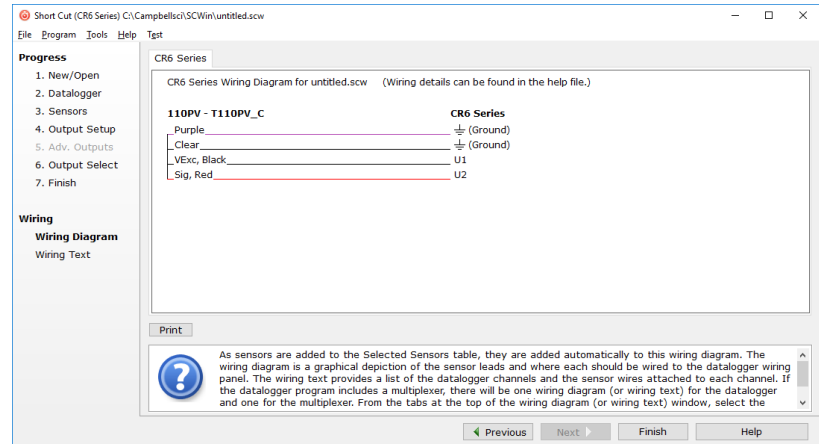 Short Cut (CR6 Series) C:\Campbellsci\SCWin\untitled.scw
File Program Tools Help Test
Progress
1. New/Open
2. Datalogger
3. Sensors
4. Output Setup
5. Adv. Outputs
6. Output Select
7. Finish
Wiring
Wiring Diagram
Wiring Text
CR6 Series
CR6 Series Wiring Diagram for untitled.scw (Wiring details can be found in the help file.)
110PV - T110PV_C CR6 Series
Purple (Ground)
Clear (Ground)
VExc, Black U1
Sig, Red U2
Print
As sensors are added to the Selected Sensors table, they are added automatically to this wiring diagram. The
wiring diagram is a graphical depiction of the sensor leads and where each should be wired to the datalogger wiring
panel. The wiring text provides a list of the datalogger channels and the sensor wires attached to each channel. If
the datalogger program includes a multiplexer, there will be one wiring diagram (or wiring text) for the datalogger
and one for the multiplexer. From the tabs at the top of the wiring diagram (or wiring text) window, select the
Previous Next Finish Help